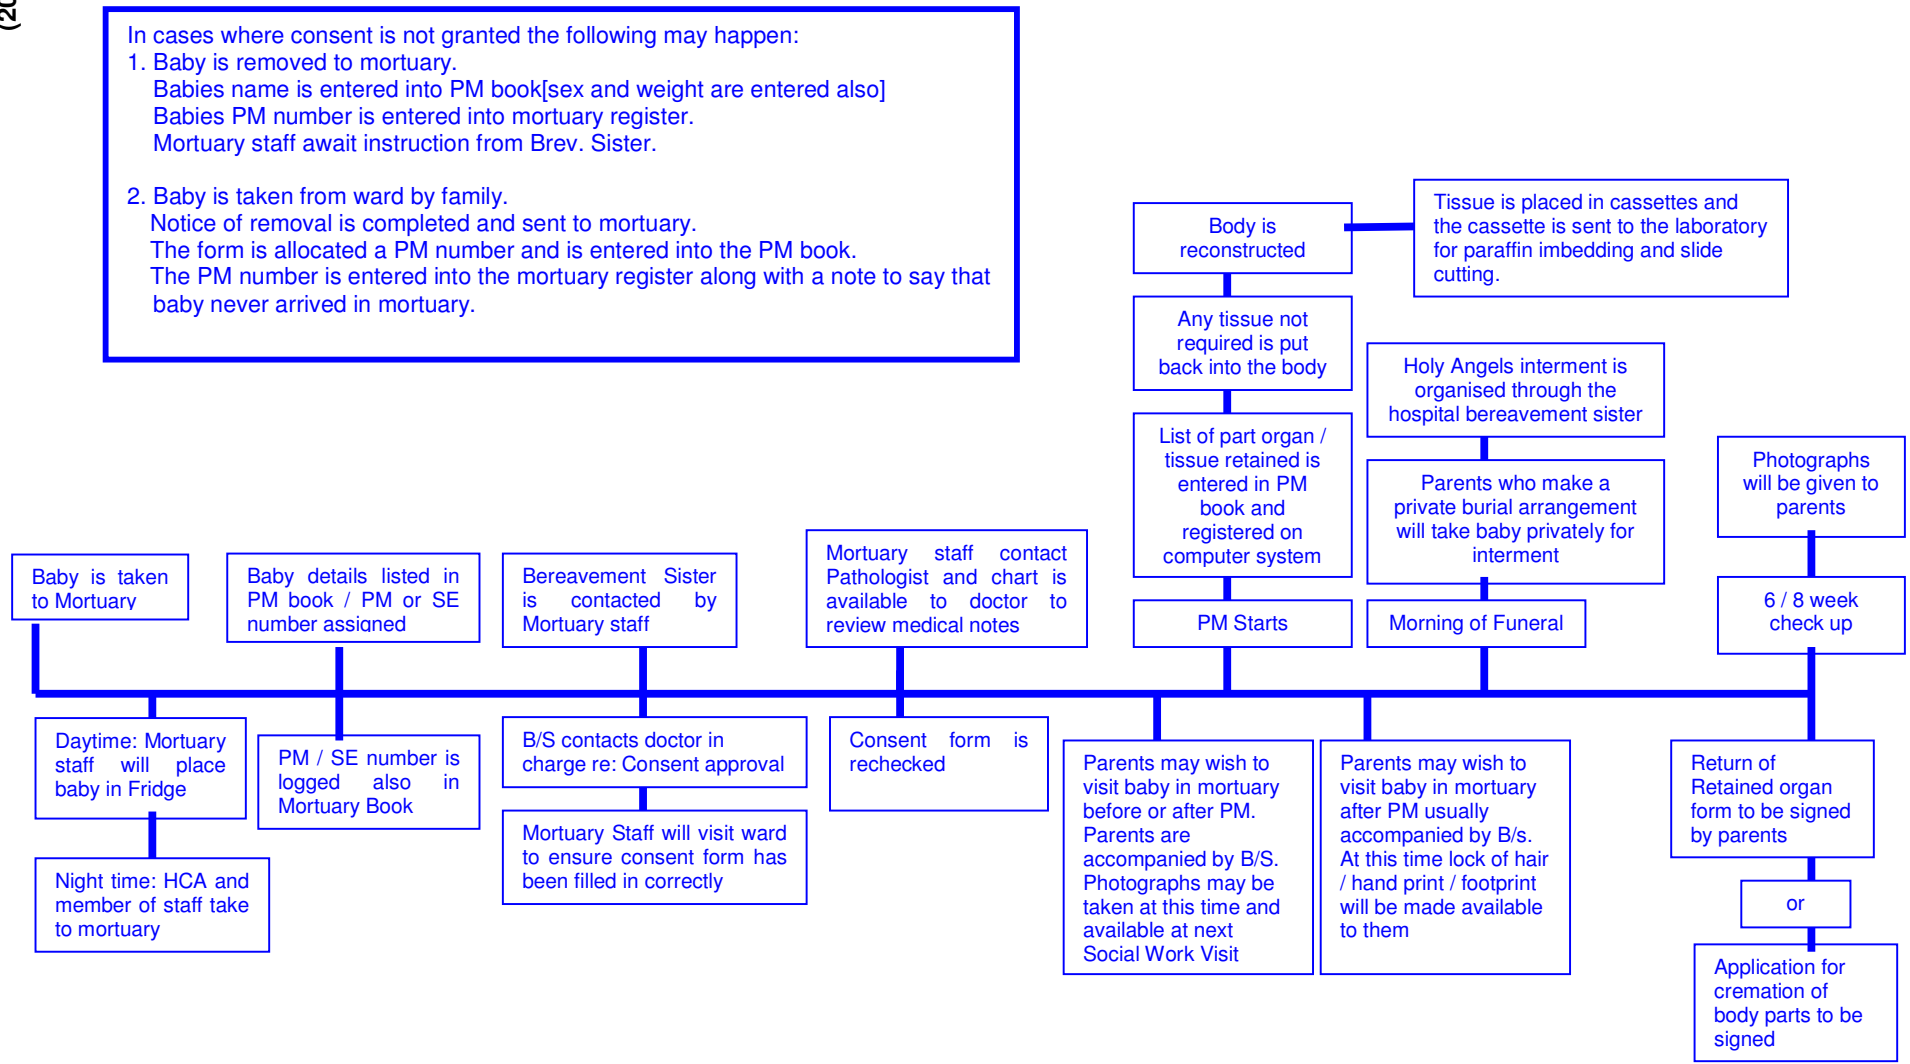 (20
In cases where consent is not granted the following may happen:
1. Baby is removed to mortuary.
Babies name is entered into PM book[sex and weight are entered also]
Babies PM number is entered into mortuary register.
Mortuary staff await instruction from Brev. Sister.
2. Baby is taken from ward by family.
Notice of removal is completed and sent to mortuary.
The form is allocated a PM number and is entered into the PM book.
The PM number is entered into the mortuary register along with a note to say that
baby never arrived in mortuary.
Body is
reconstructed
Tissue is placed in cassettes and
the cassette is sent to the laboratory
for paraffin imbedding and slide
cutting.
Any tissue not
required is put
back into the body
List of part organ /
tissue retained is
entered in PM
book and
registered on
computer system
PM Starts
Holy Angels interment is
organised through the
hospital bereavement sister
Parents who make a
private burial arrangement
will take baby privately for
interment
Morning of Funeral
Photographs
will be given to
parents
6 / 8 week
check up
Baby is taken
to Mortuary
Baby details listed in
PM book / PM or SE
number assigned
Bereavement Sister
is contacted by
Mortuary staff
Mortuary staff contact
Pathologist and chart is
available to doctor to
review medical notes
Daytime: Mortuary
staff will place
baby in Fridge
Night time: HCA and
member of staff take
to mortuary
PM / SE number is
logged also in
Mortuary Book
B/S contacts doctor in
charge re: Consent approval
Mortuary Staff will visit ward
to ensure consent form has
been filled in correctly
Consent form is
rechecked
Parents may wish to
visit baby in mortuary
before or after PM.
Parents are
accompanied by B/S.
Photographs may be
taken at this time and
available at next
Social Work Visit
Parents may wish to
visit baby in mortuary
after PM usually
accompanied by B/s.
At this time lock of hair
/ hand print / footprint
will be made available
to them
Return of
Retained organ
form to be signed
by parents
or
Application for
cremation of
body parts to be
signed